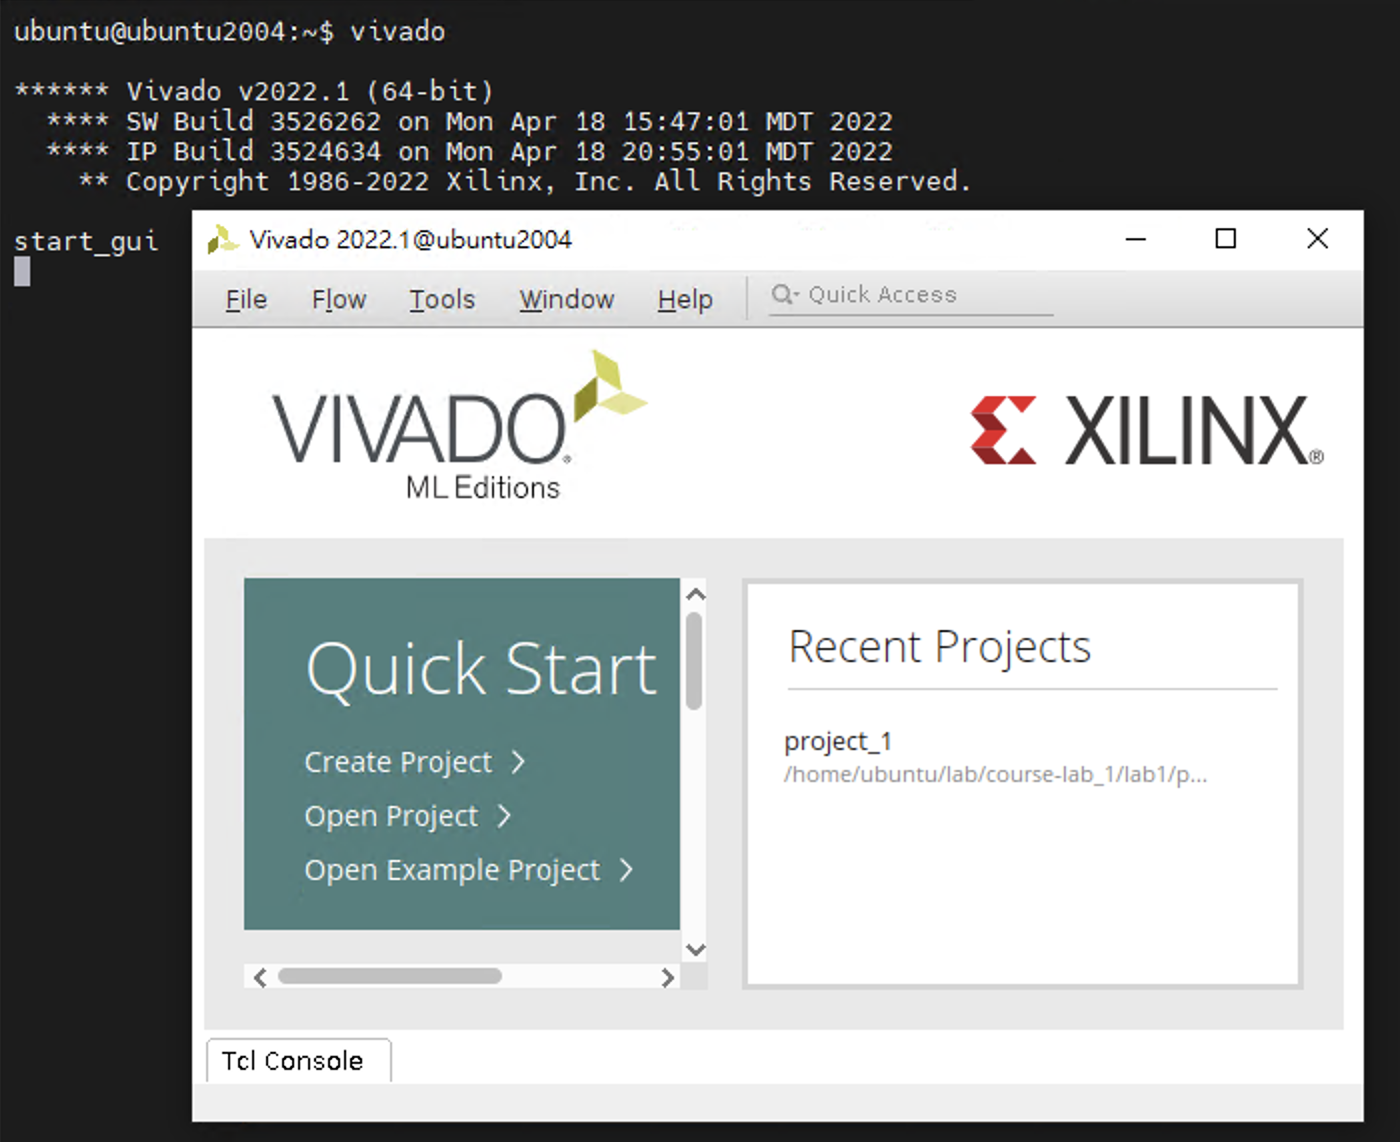 ubuntu@ubuntu2004:~$ vivado
****** Vivado v2022.1 (64-bit)
**** SW Build 3526262 on Mon Apr 18 15:47:01 MDT 2022
**** IP Build 3524634 on Mon Apr 18 20:55:01 MDT 2022
** Copyright 1986-2022 Xilinx, Inc. All Rights Reserved.
start_gui
Vivado 2022.1@ubuntu2004
File Flow Tools Window Help Quick Access
VIVADO®
ML Editions
XILINX®
Quick Start
Create Project >
Open Project >
Open Example Project >
Recent Projects
project_1
/home/ubuntu/lab/course-lab_1/lab1/p...
Tcl Console